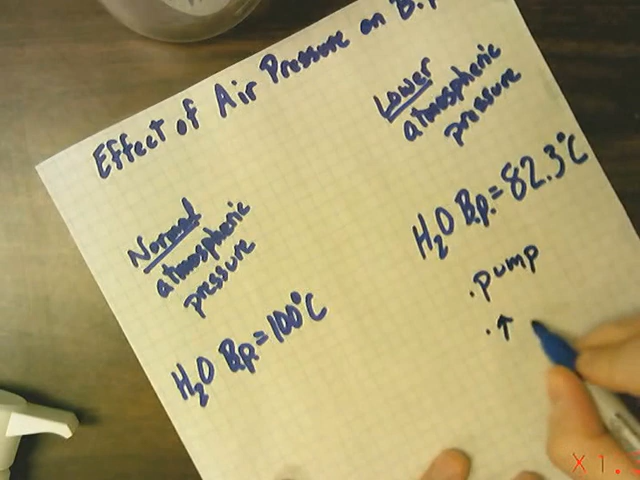 Effect of Air Pressure on B.P
Normal
atmospheric
pressure
H₂O B.p. = 100°C
Lower
atmospheric
pressure
H₂O B.p. = 82.3°C
· pump
· ↑